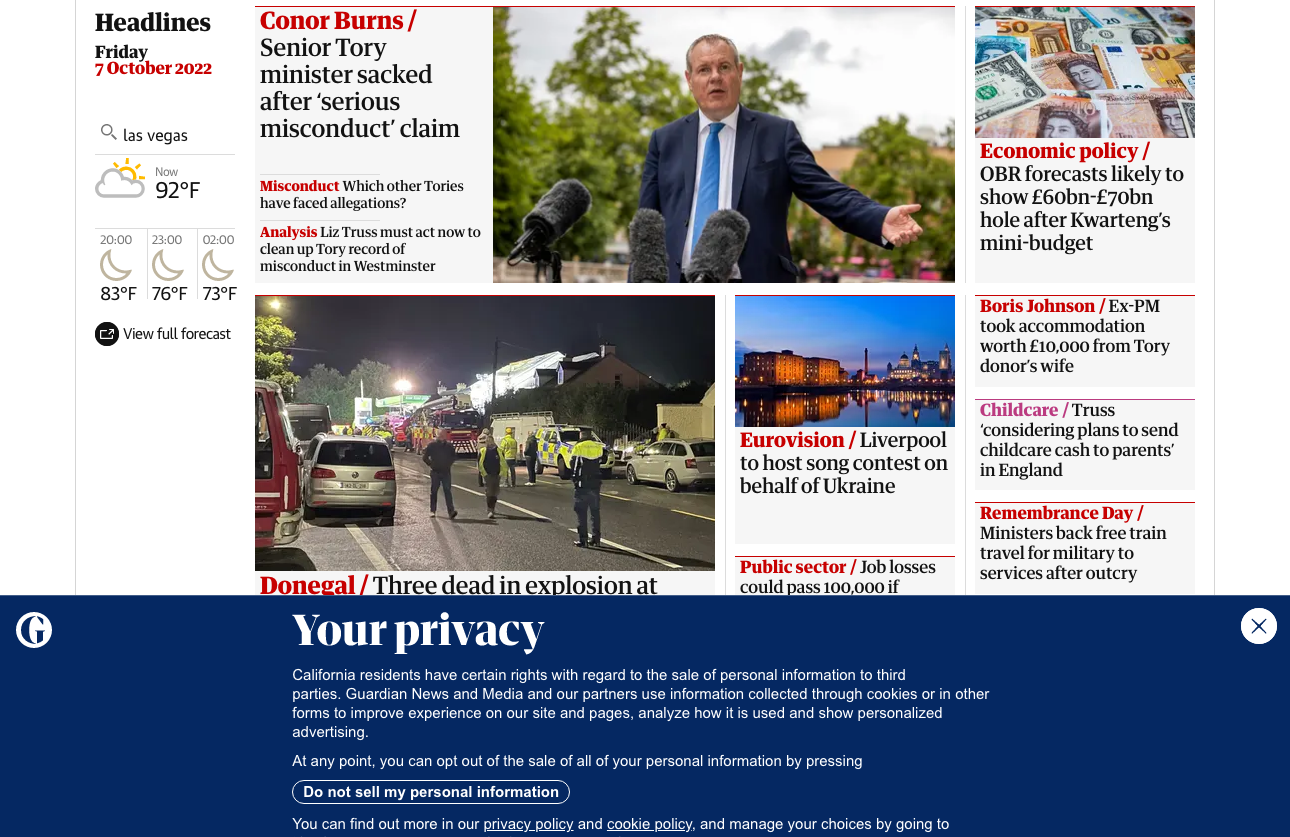 Headlines
Friday
7 October 2022
las vegas
Now
92°F
20:00
83°F
23:00
76°F
02:00
73°F
View full forecast
Conor Burns /
Senior Tory
minister sacked
after ‘serious
misconduct’ claim
Misconduct Which other Tories
have faced allegations?
Analysis Liz Truss must act now to
clean up Tory record of
misconduct in Westminster
Economic policy /
OBR forecasts likely to
show £60bn-£70bn
hole after Kwarteng’s
mini-budget
Donegal / Three dead in explosion at
Eurovision / Liverpool
to host song contest on
behalf of Ukraine
Public sector / Job losses
could pass 100,000 if
Boris Johnson / Ex-PM
took accommodation
worth £10,000 from Tory
donor’s wife
Childcare / Truss
‘considering plans to send
childcare cash to parents’
in England
Remembrance Day /
Ministers back free train
travel for military to
services after outcry
Your privacy
California residents have certain rights with regard to the sale of personal information to third
parties. Guardian News and Media and our partners use information collected through cookies or in other
forms to improve experience on our site and pages, analyze how it is used and show personalized
advertising.
At any point, you can opt out of the sale of all of your personal information by pressing
Do not sell my personal information
You can find out more in our privacy policy and cookie policy, and manage your choices by going to